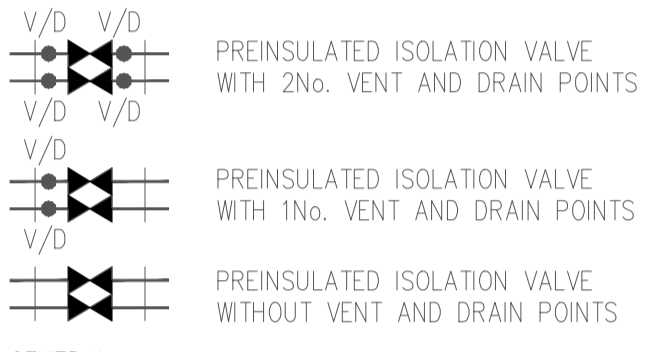 V/D V/D
PREINSULATED ISOLATION VALVE
WITH 2No. VENT AND DRAIN POINTS
V/D V/D
V/D
PREINSULATED ISOLATION VALVE
WITH 1No. VENT AND DRAIN POINTS
V/D
PREINSULATED ISOLATION VALVE
WITHOUT VENT AND DRAIN POINTS